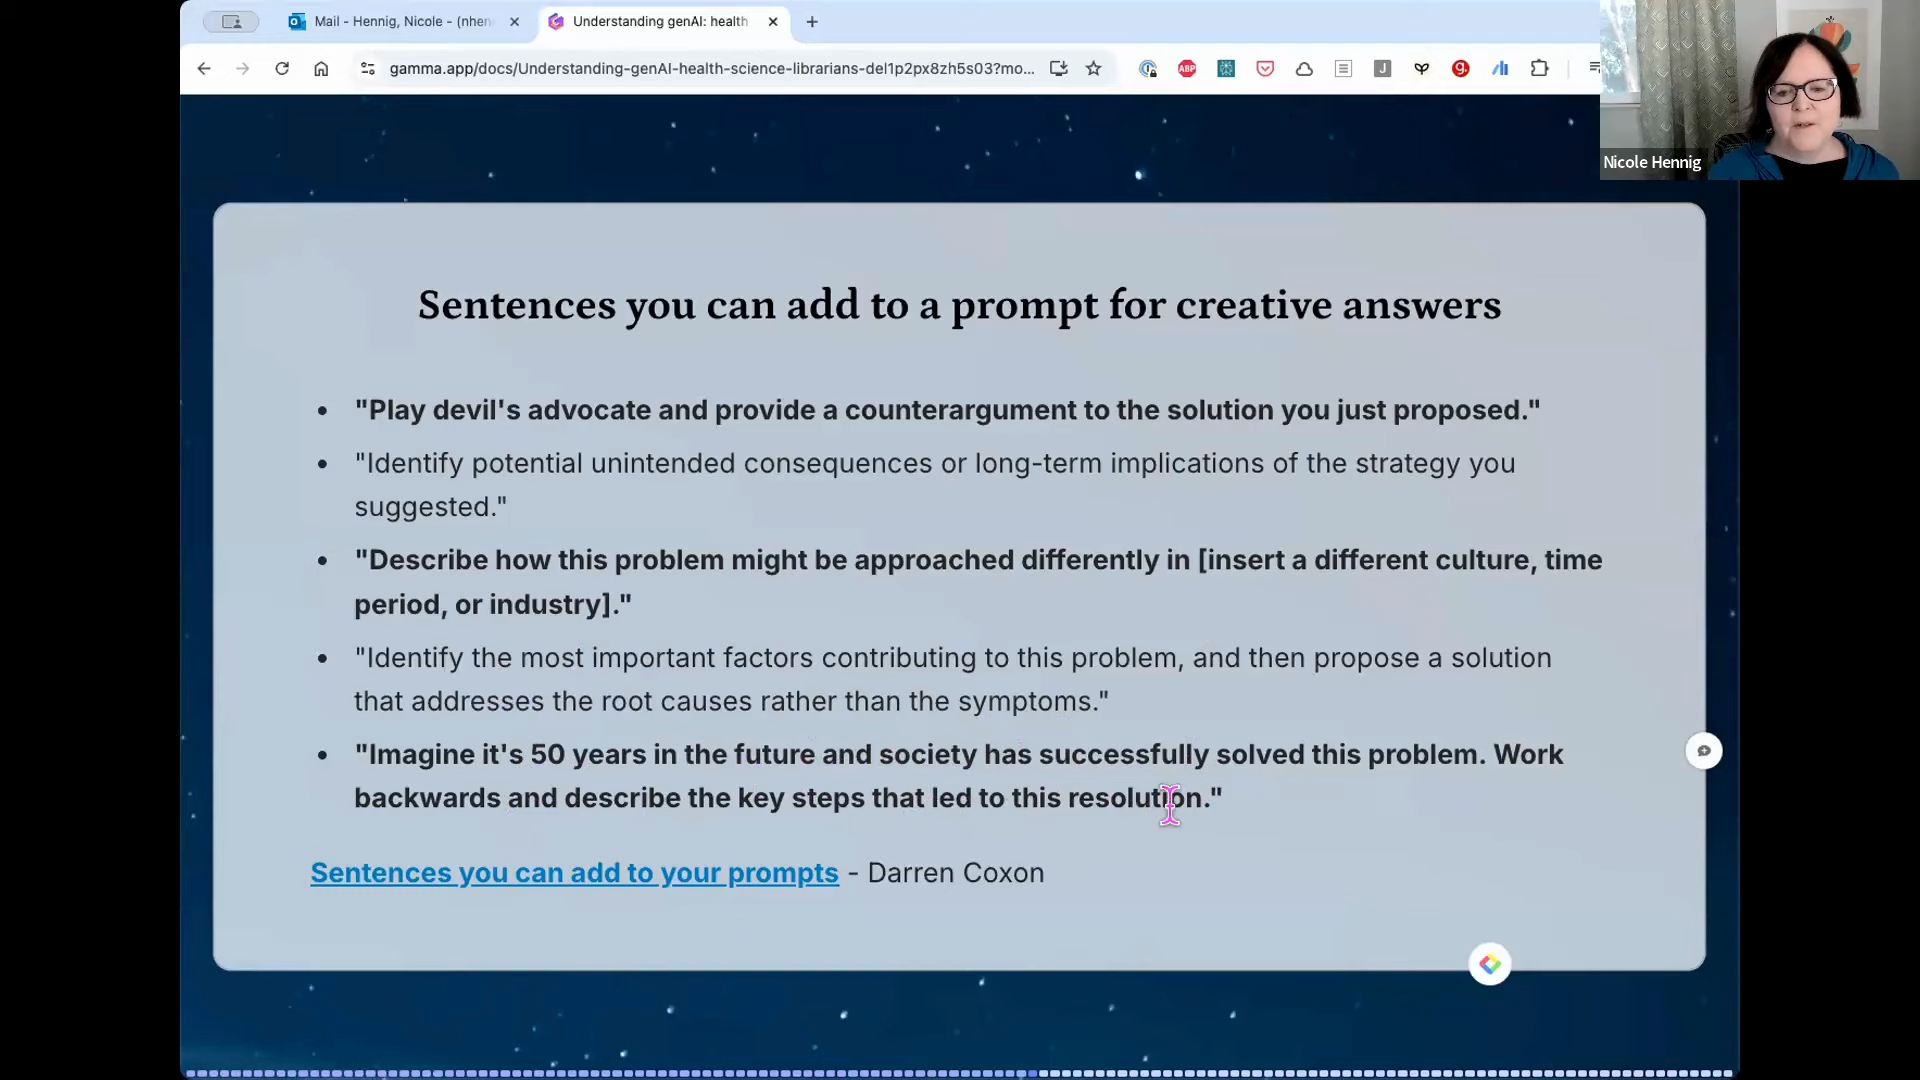 Mail - Hennig, Nicole - (nhen
Understanding genAI: health
gamma.app/docs/Understanding-genAI-health-science-librarians-del1p2px8zh5s03?mo...
ABP
J
g.
Nicole Hennig
Sentences you can add to a prompt for creative answers
• "Play devil's advocate and provide a counterargument to the solution you just proposed."
• "Identify potential unintended consequences or long-term implications of the strategy you
suggested."
• "Describe how this problem might be approached differently in [insert a different culture, time
period, or industry]."
• "Identify the most important factors contributing to this problem, and then propose a solution
that addresses the root causes rather than the symptoms."
• "Imagine it's 50 years in the future and society has successfully solved this problem. Work
backwards and describe the key steps that led to this resolution."
Sentences you can add to your prompts - Darren Coxon